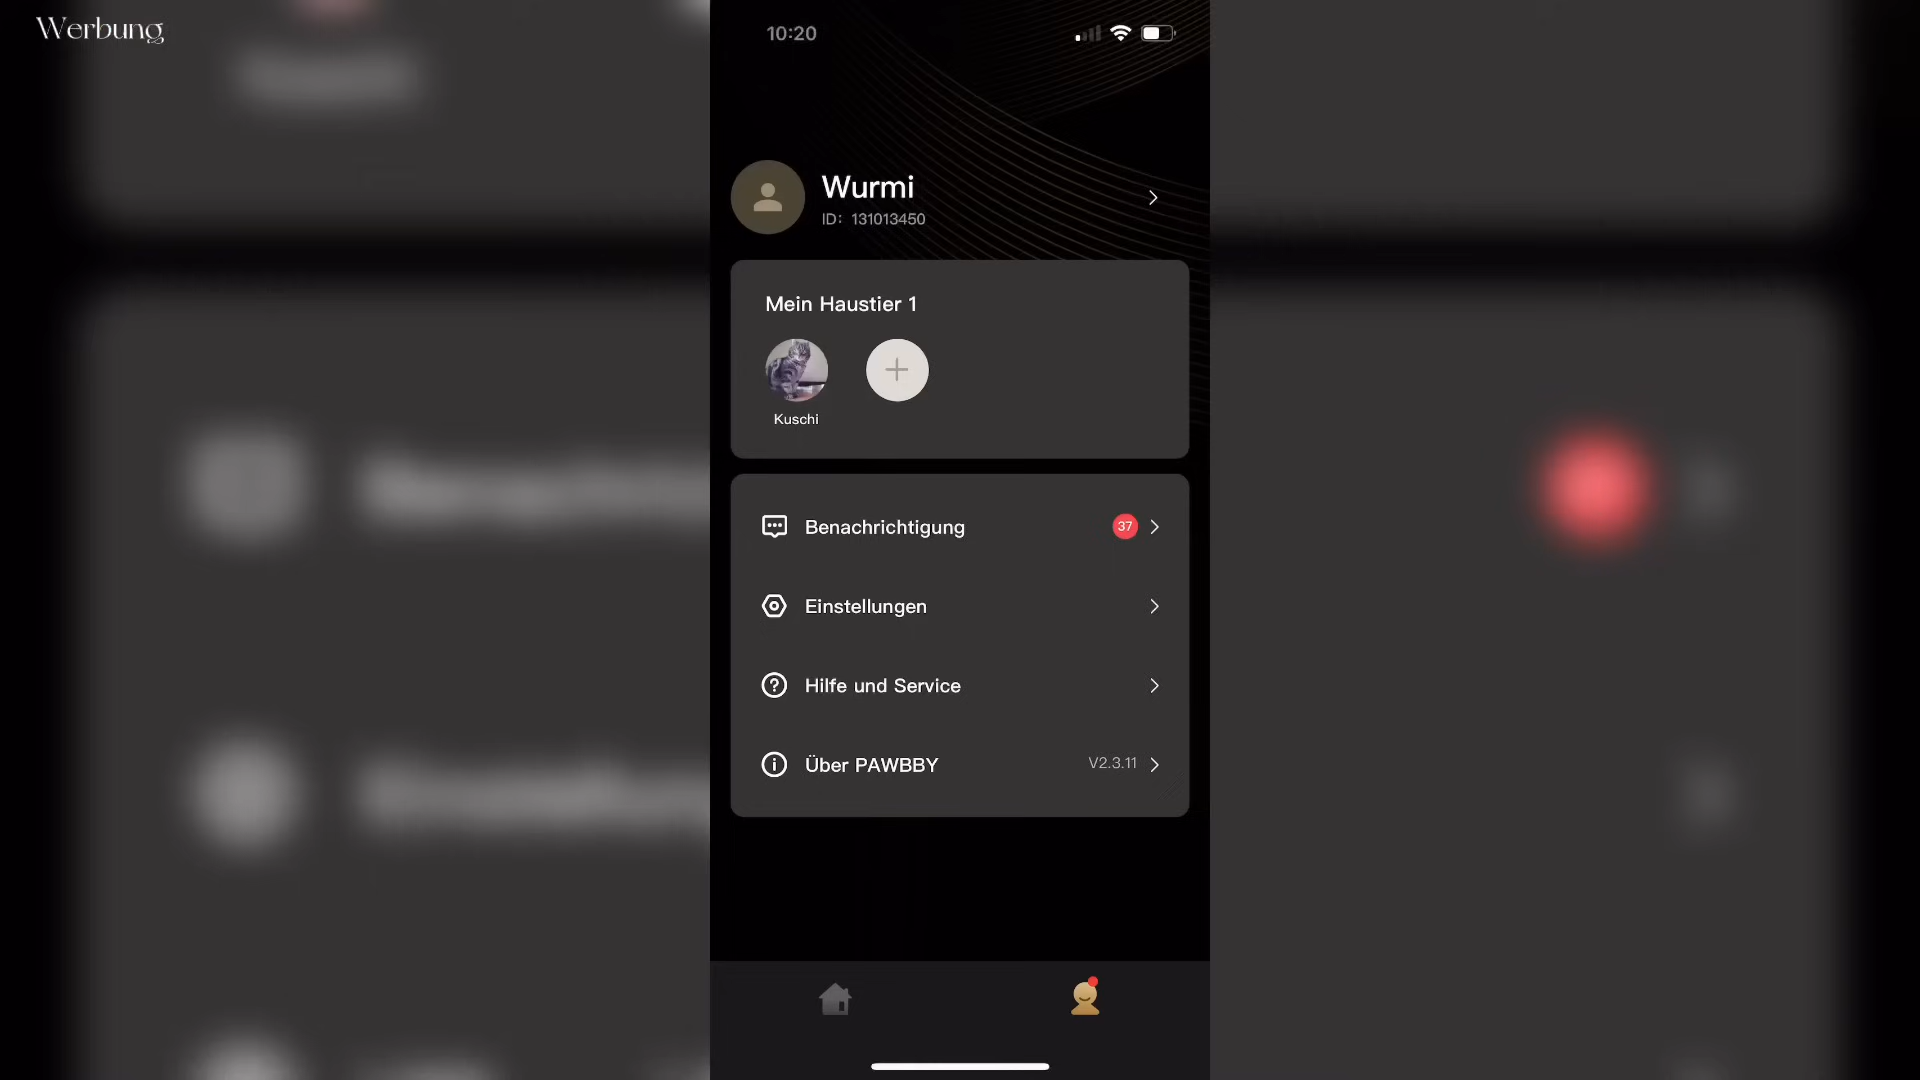 Werbung
10:20
Wurmi
ID: 131013450
Mein Haustier 1
Kuschi
Benachrichtigung
37
Einstellungen
Hilfe und Service
Über PAWBBY
V2.3.11